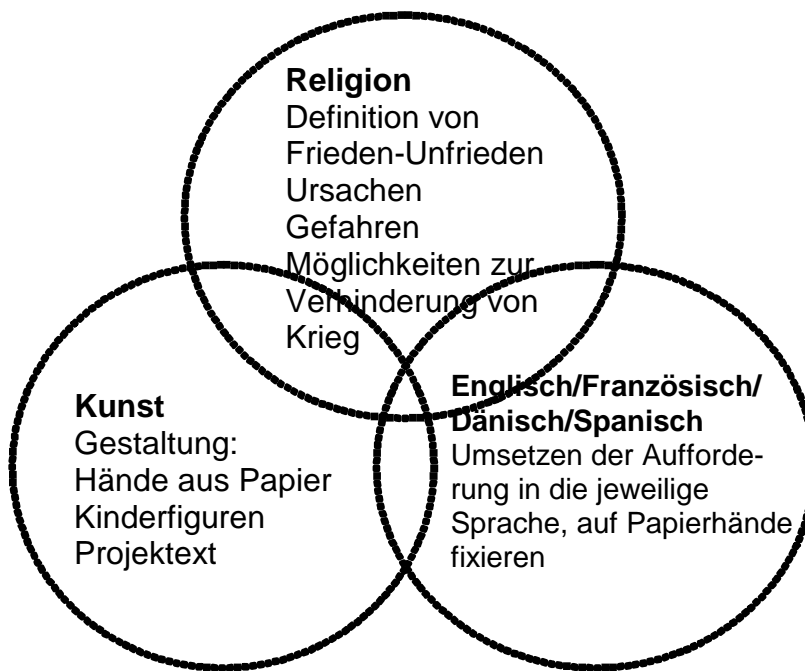 Religion
Definition von
Frieden-Unfrieden
Ursachen
Gefahren
Möglichkeiten zur
Verhinderung von
Krieg
Kunst
Gestaltung:
Hände aus Papier
Kinderfiguren
Projektext
Englisch/Französisch/
Dänisch/Spanisch
Umsetzen der Aufforde-
rung in die jeweilige
Sprache, auf Papierhände
fixieren